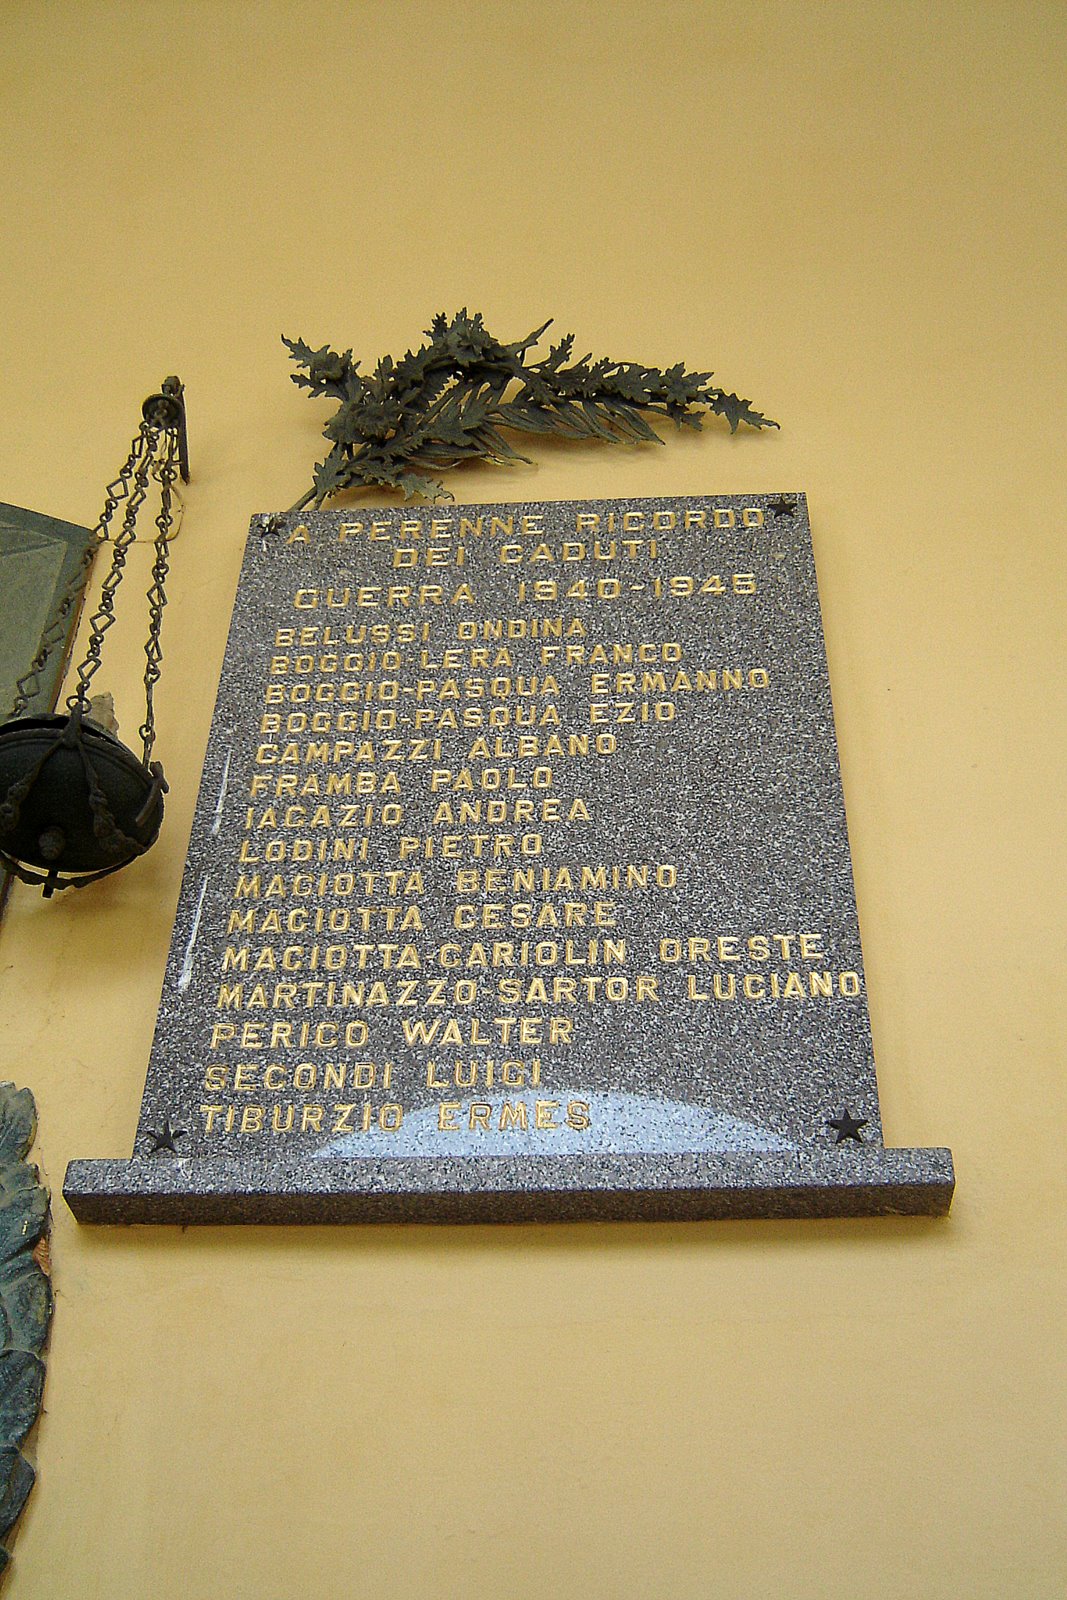 A PERENNE RICORDO
DEI CADUTI
GUERRA 1940-1945
BELUSSI ONDINA
BOGGIO-LERA FRANCO
BOGGIO-PASQUA ERMANNO
BOGGIO-PASQUA EZIO
CAMPAZZI ALBANO
FRAMBA PAOLO
IACAZIO ANDREA
LODINI PIETRO
MACIOTTA BENIAMINO
MACIOTTA CESARE
MACIOTTA-CARIOLIN ORESTE
MARTINAZZO-SARTOR LUCIANO
PERICO WALTER
SECONDI LUIGI
TIBURZIO ERMES